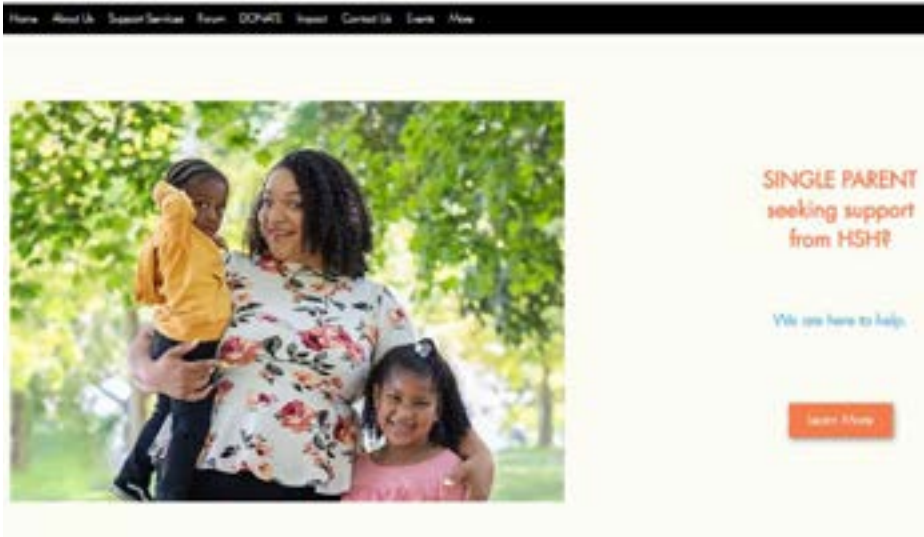 Home About Us Support Services Forum DONATE Impact Contact Us Events More
SINGLE PARENT
seeking support
from HSH?
We are here to help.
Learn More